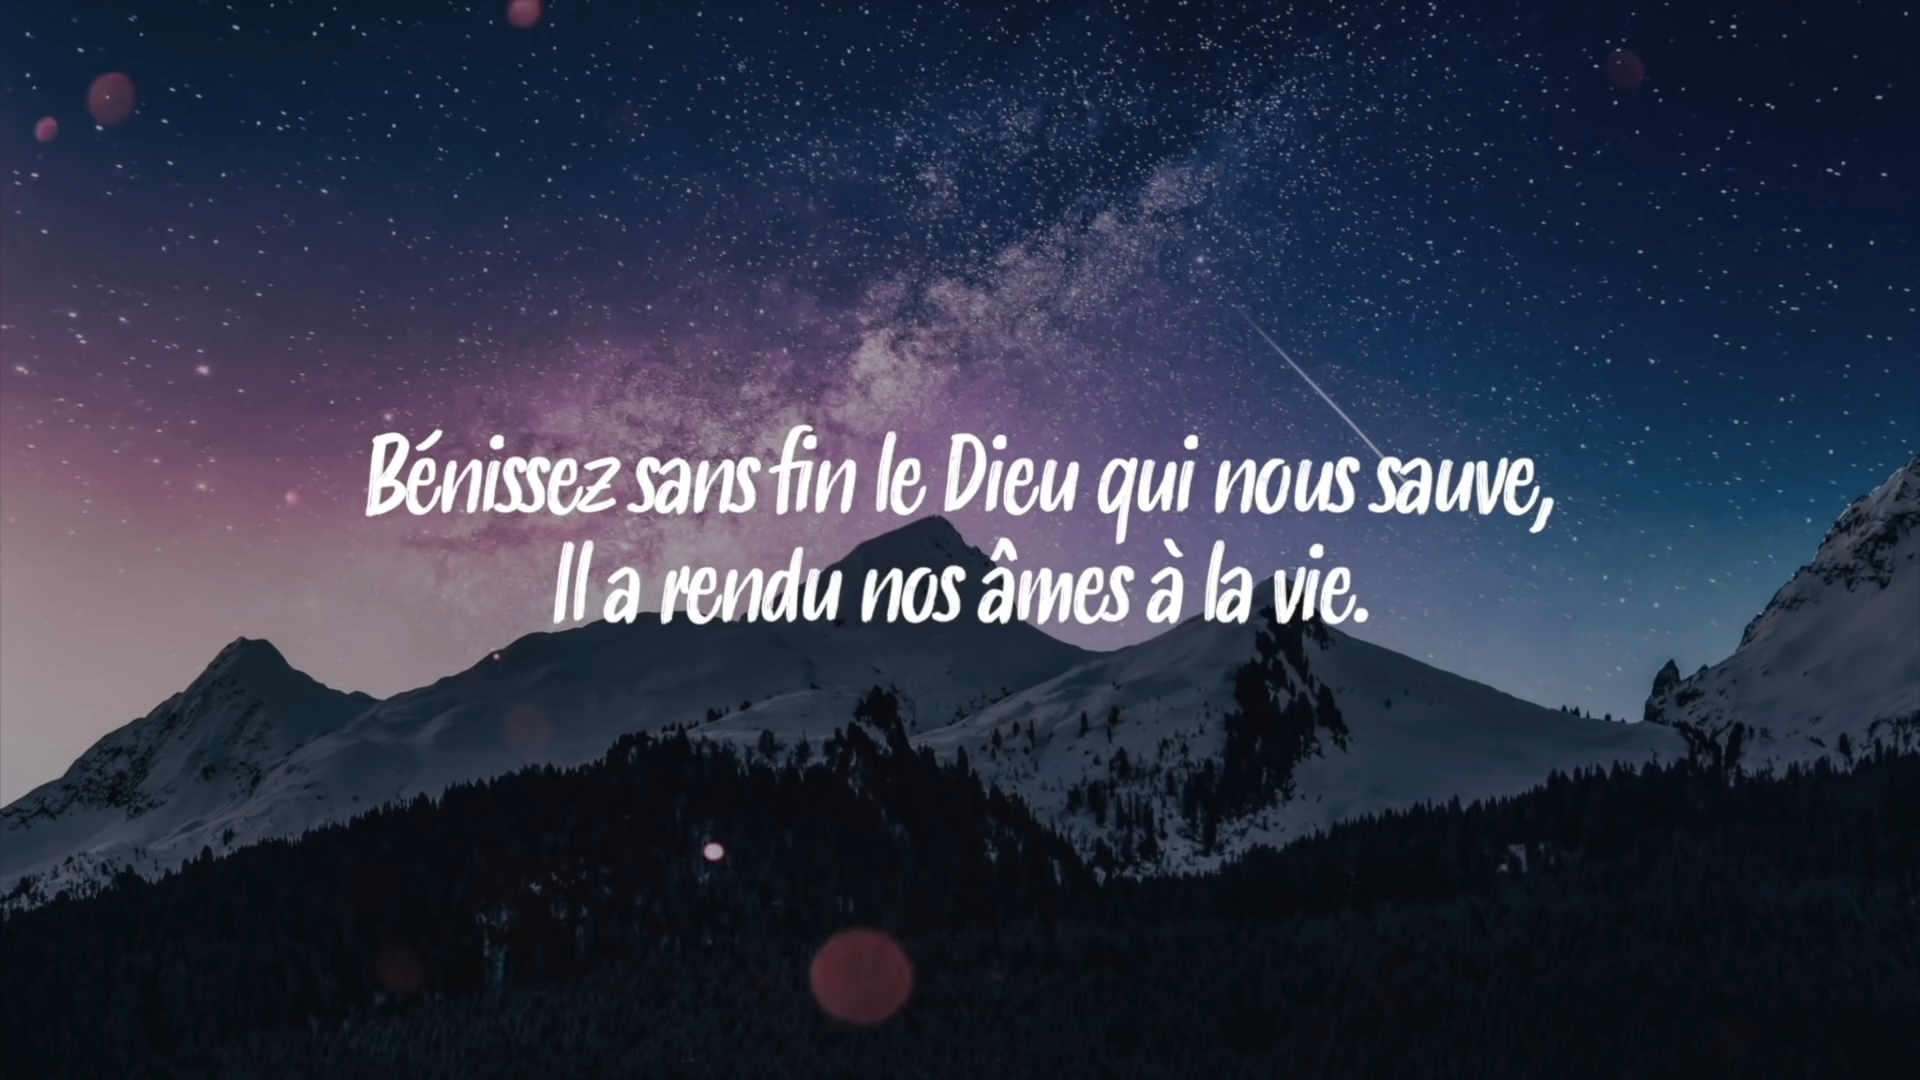 Bénissez sans fin le Dieu qui nous sauve,
Il a rendu nos âmes à la vie.